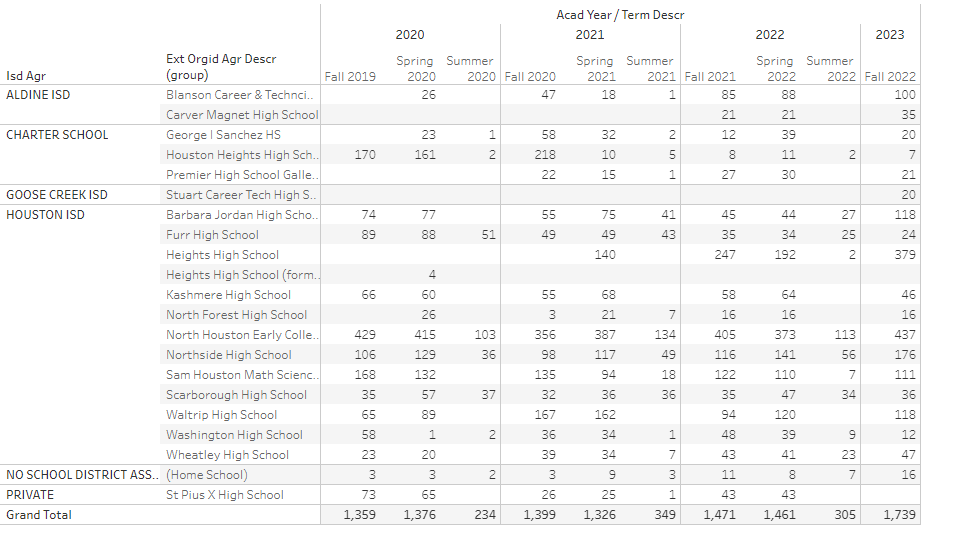 Acad Year / Term Descr
2020 2021 2022 2023
Isd Agr Ext Orgid Agr Descr (group) Fall 2019 Spring 2020 Summer 2020 Fall 2020 Spring 2021 Summer 2021 Fall 2021 Spring 2022 Summer 2022 Fall 2022
ALDINE ISD Blanson Career & Technci.. 26 47 18 1 85 88 100
Carver Magnet High School 21 21 35
CHARTER SCHOOL George I Sanchez HS 23 1 58 32 2 12 39 20
Houston Heights High Sch.. 170 161 2 218 10 5 8 11 2 7
Premier High School Galle.. 22 15 1 27 30 21
GOOSE CREEK ISD Stuart Career Tech High S.. 20
HOUSTON ISD Barbara Jordan High Scho.. 74 77 55 75 41 45 44 27 118
Furr High School 89 88 51 49 49 43 35 34 25 24
Heights High School 140 247 192 2 379
Heights High School (form.. 4
Kashmere High School 66 60 55 68 58 64 46
North Forest High School 26 3 21 7 16 16 16
North Houston Early Colle.. 429 415 103 356 387 134 405 373 113 437
Northside High School 106 129 36 98 117 49 116 141 56 176
Sam Houston Math Scienc.. 168 132 135 94 18 122 110 7 111
Scarborough High School 35 57 37 32 36 36 35 47 34 36
Waltrip High School 65 89 167 162 94 120 118
Washington High School 58 1 2 36 34 1 48 39 9 12
Wheatley High School 23 20 39 34 7 43 41 23 47
NO SCHOOL DISTRICT ASS.. (Home School) 3 3 2 3 9 3 11 8 7 16
PRIVATE St Pius X High School 73 65 26 25 1 43 43
Grand Total 1,359 1,376 234 1,399 1,326 349 1,471 1,461 305 1,739